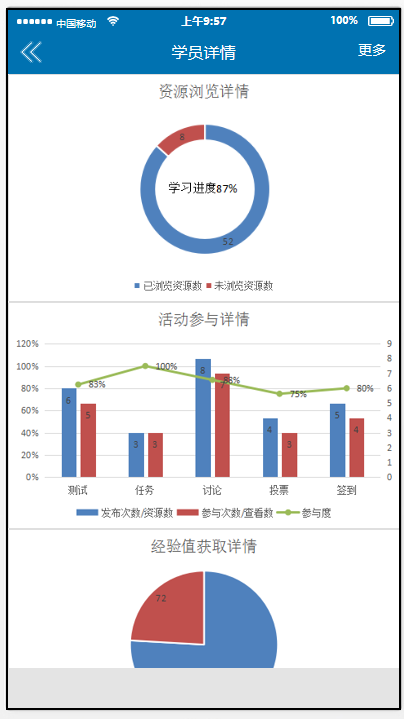 中国移动 上午9:57 100%
学员详情 更多
资源浏览详情
8
学习进度87%
52
已浏览资源数 未浏览资源数
活动参与详情
120% 9
100% 8
80% 7
60% 6
40% 5
20% 4
0% 3
2
1
0
83% 100% 88% 75% 80%
6 5 3 3 8 7 4 3 5 4
测试 任务 讨论 投票 签到
发布次数/资源数 参与次数/查看数 参与度
经验值获取详情
72